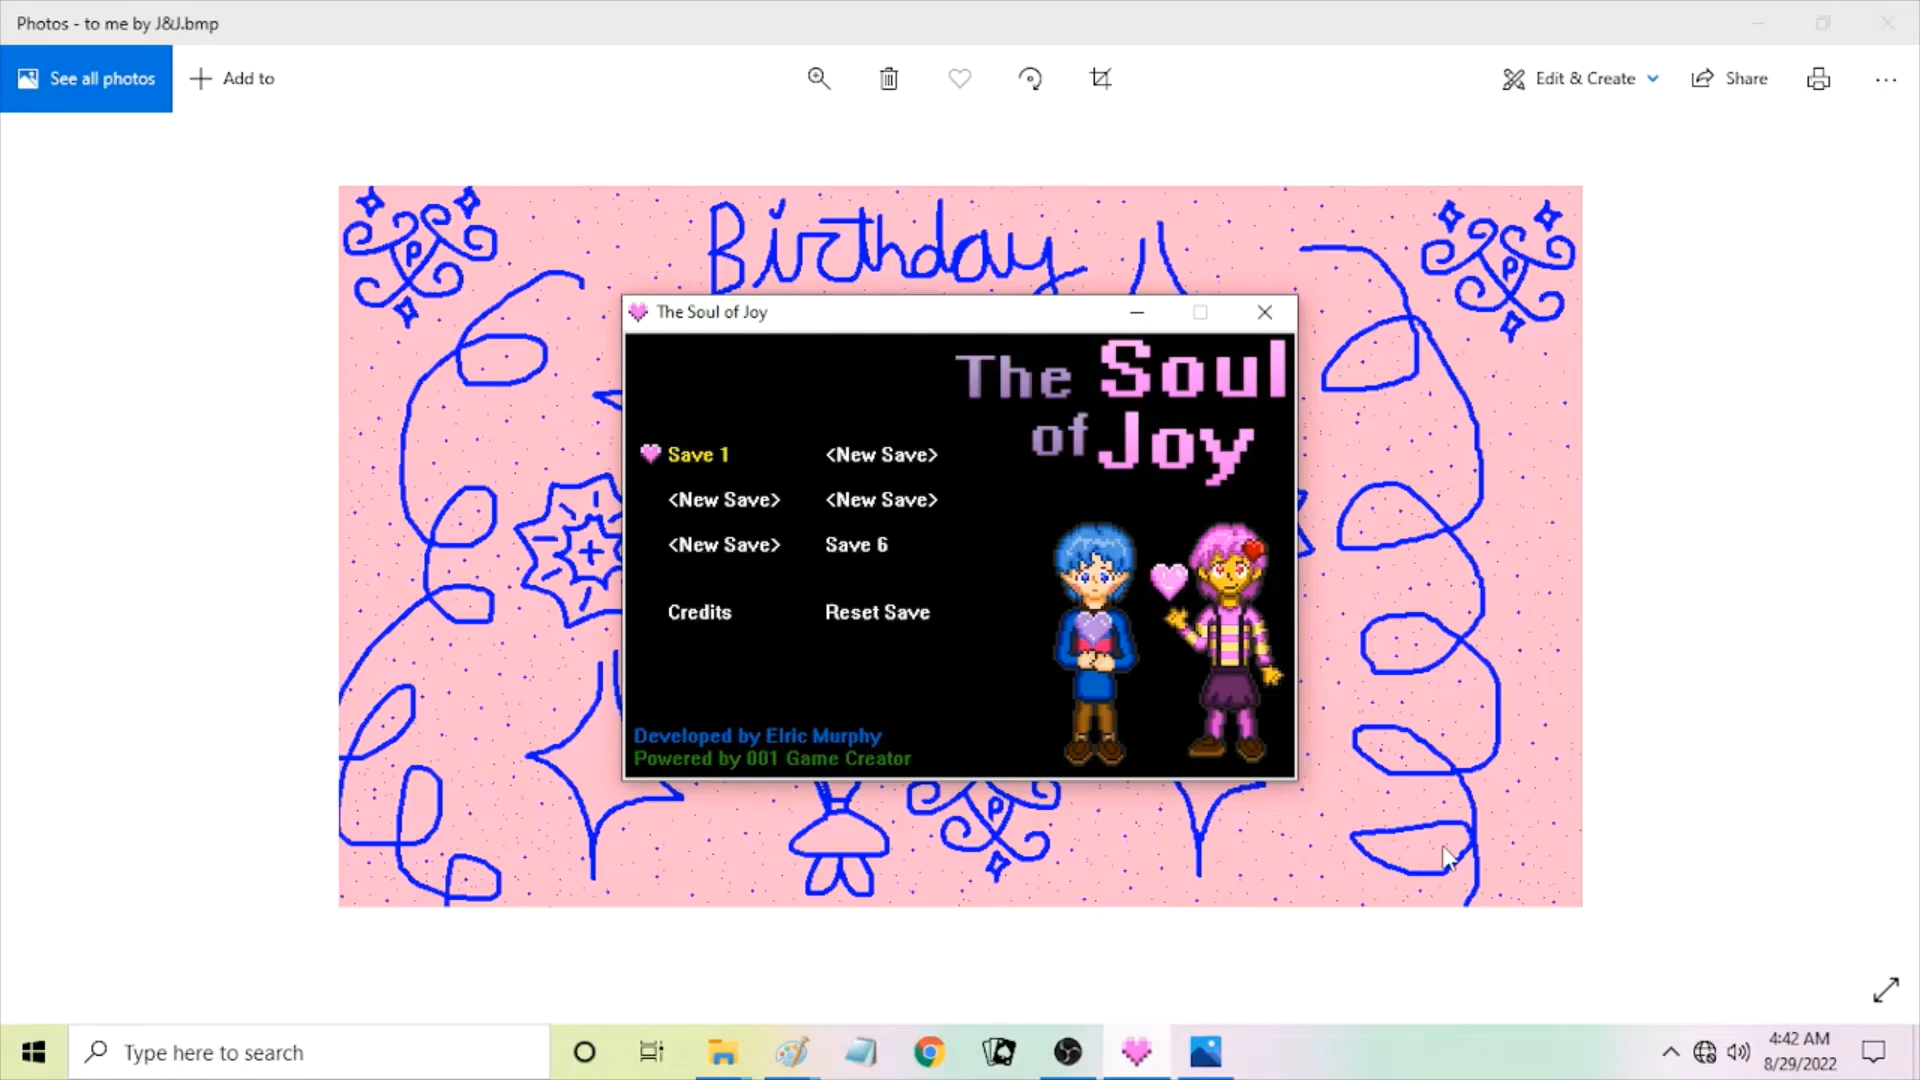 Photos - to me by J&J.bmp
See all photos
Add to
Edit & Create
Share
Birthday
The Soul of Joy
The Soul
of Joy
Save 1 <New Save>
<New Save> <New Save>
<New Save> Save 6
Credits Reset Save
Developed by Elric Murphy
Powered by 001 Game Creator
P
P
P
Type here to search
4:42 AM
8/29/2022